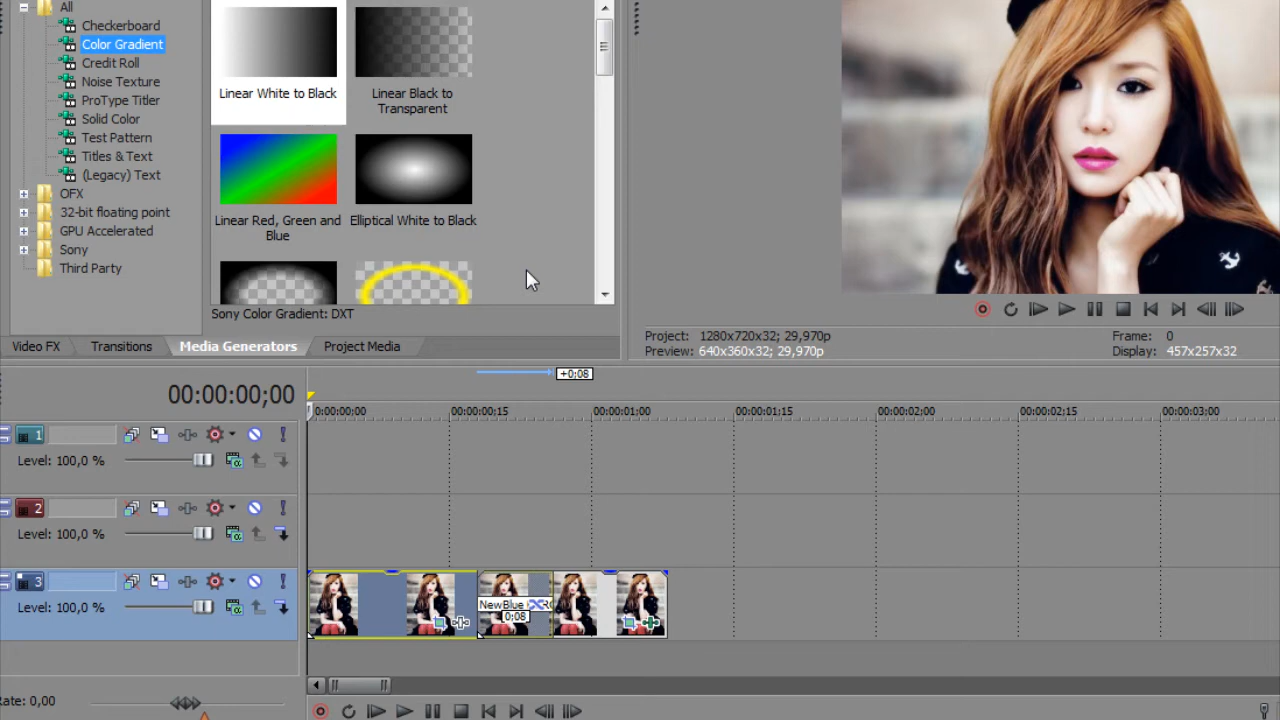 All
Checkerboard
Color Gradient
Credit Roll
Noise Texture
ProType Titler
Solid Color
Test Pattern
Titles & Text
(Legacy) Text
OFX
32-bit floating point
GPU Accelerated
Sony
Third Party
Linear White to Black
Linear Black to
Transparent
Linear Red, Green and
Blue
Elliptical White to Black
Sony Color Gradient: DXT
Video FX
Transitions
Media Generators
Project Media
Project: 1280x720x32; 29,970p
Preview: 640x360x32; 29,970p
Frame: 0
Display: 457x257x32
+0;08
00:00:00;00
0:00:00;00
00:00:00;15
00:00:01;00
00:00:01;15
00:00:02;00
00:00:02;15
00:00:03;00
1
Level: 100,0 %
2
Level: 100,0 %
3
Level: 100,0 %
NewBlue
0:08
Rate: 0,00